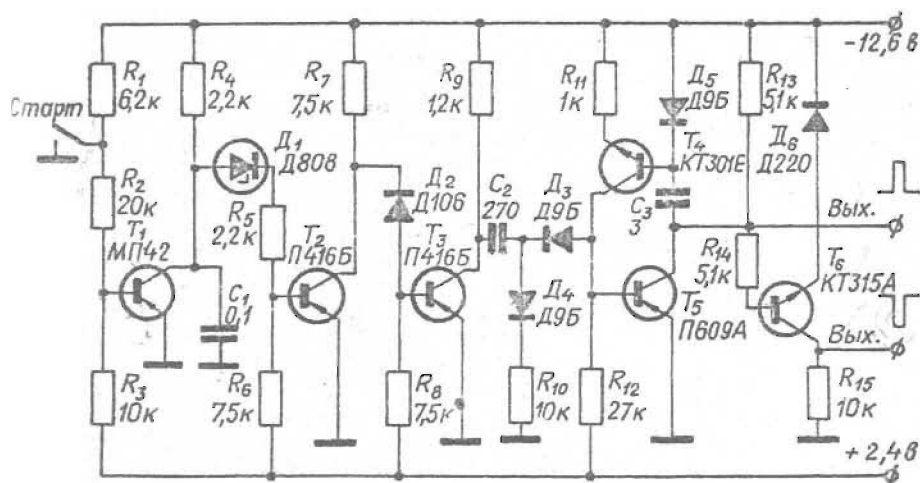 Старт
R1
6,2к
R2
20к
T1
МП42
R3
10к
R4
2,2к
Д1
Д808
R5
2,2к
C1
0,1
R6
7,5к
R7
7,5к
T2
П416Б
Д2
Д106
R8
7,5к
R9
1,2к
T3
П416Б
C2
270
Д3
Д9Б
Д4
Д9Б
R10
10к
R11
1к
T4
КТ301Е
Д5
Д9Б
C3
3
R12
27к
T5
П609А
R13
5,1к
R14
5,1к
Д6
Д220
T6
КТ315А
R15
10к
-12,6 в
Вых.
Вых.
+2,4 в